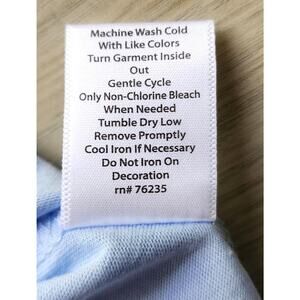 Machine Wash Cold
With Like Colors
Turn Garment Inside
Out
Gentle Cycle
Only Non-Chlorine Bleach
When Needed
Tumble Dry Low
Remove Promptly
Cool Iron If Necessary
Do Not Iron On
Decoration
rn# 76235